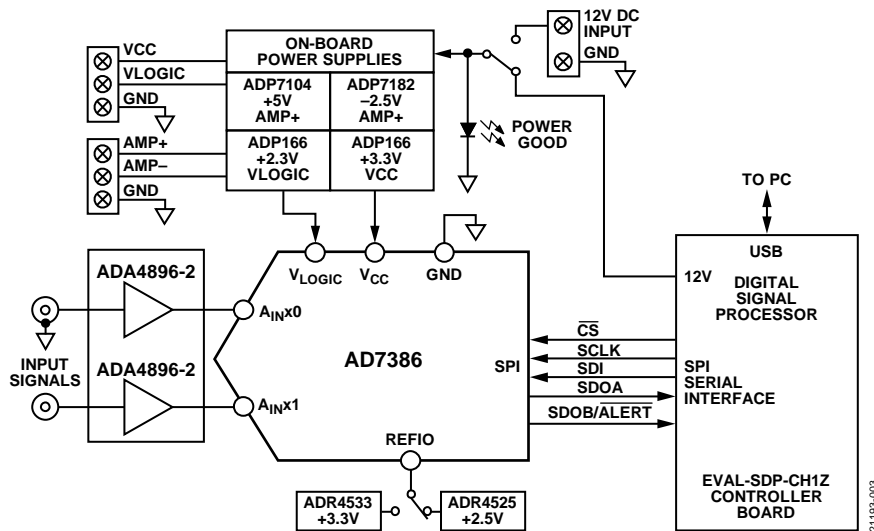 12V DC
INPUT
GND
VCC
VLOGIC
GND
AMP+
AMP–
GND
ON-BOARD
POWER SUPPLIES
ADP7104
+5V
AMP+
ADP7182
–2.5V
AMP+
ADP166
+2.3V
VLOGIC
ADP166
+3.3V
VCC
POWER
GOOD
TO PC
USB
12V
DIGITAL
SIGNAL
PROCESSOR
SPI
SERIAL
INTERFACE
EVAL-SDP-CH1Z
CONTROLLER
BOARD
ADA4896-2
ADA4896-2
INPUT
SIGNALS
VLOGIC
VCC
GND
AINx0
AD7386
SPI
AINx1
REFIO
CS
SCLK
SDI
SDOA
SDOB/ALERT
ADR4533
+3.3V
ADR4525
+2.5V
21193-003